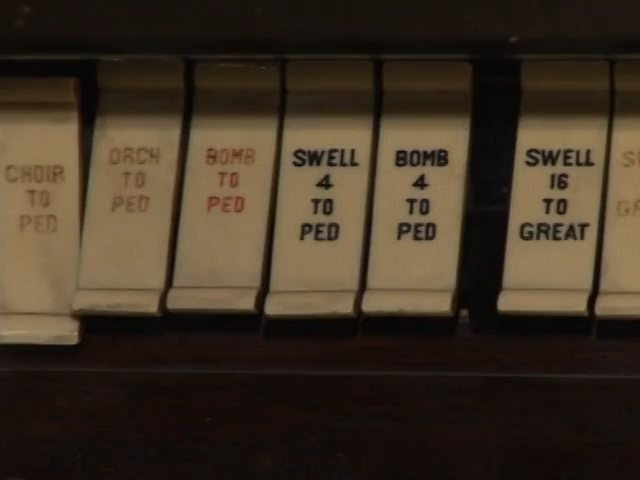 CHOIR
TO
PED
ORCH
TO
PED
BOMB
TO
PED
SWELL
4
TO
PED
BOMB
4
TO
PED
SWELL
16
TO
GREAT